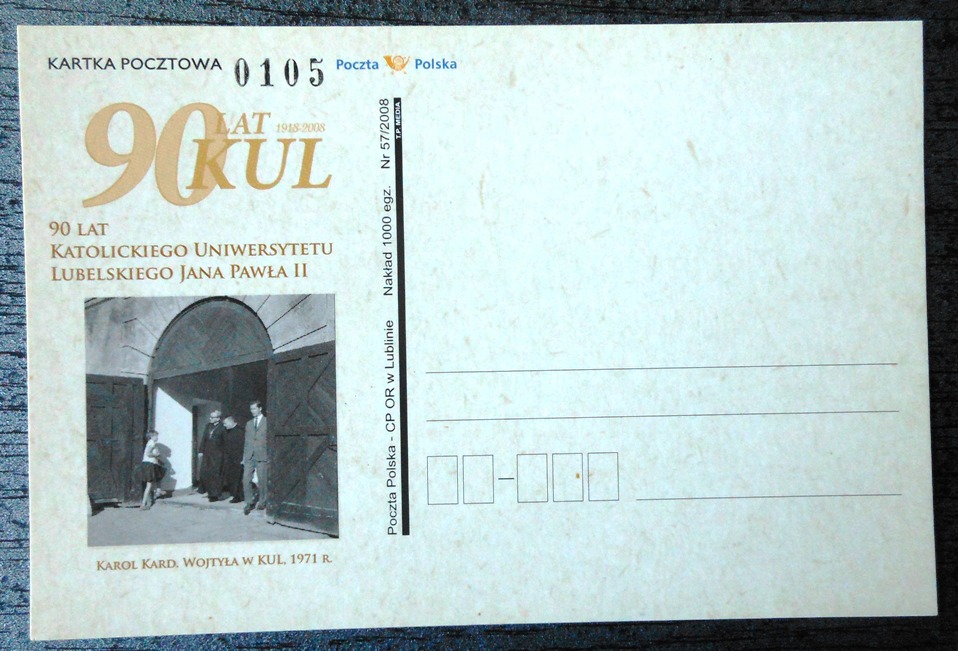 KARTKA POCZTOWA 0105 Poczta Polska
90 LAT 1918-2008
KUL
90 LAT
KATOLICKIEGO UNIWERSYTETU
LUBELSKIEGO JANA PAWŁA II
KAROL KARD. WOJTYŁA W KUL, 1971 R.
Poczta Polska - CP OR w Lublinie Nakład 1000 egz. Nr 57/2008
T.P. MEDIA